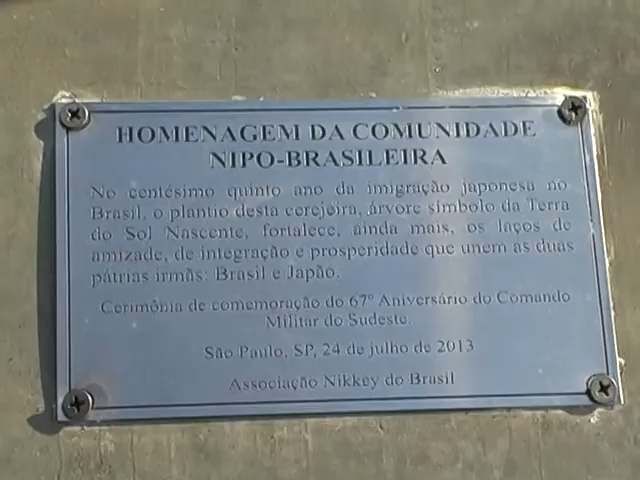 HOMENAGEM DA COMUNIDADE
NIPO-BRASILEIRA
No centésimo quinto ano da imigração japonesa no
Brasil, o plantio desta cerejeira, árvore símbolo da Terra
do Sol Nascente, fortalece, ainda mais, os laços de
amizade, de integração e prosperidade que unem as duas
pátrias irmãs: Brasil e Japão.
Cerimônia de comemoração do 67º Aniversário do Comando
Militar do Sudeste.
São Paulo, SP, 24 de julho de 2013
Associação Nikkey do Brasil